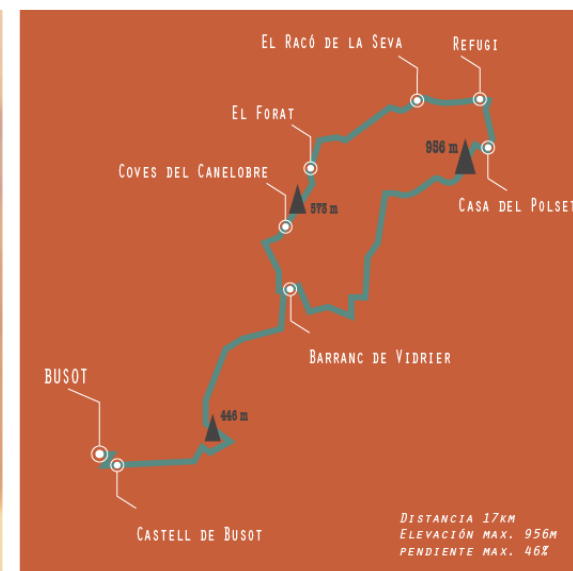 EL RACÓ DE LA SEVA
REFUGI
EL FORAT
956 m
COVES DEL CANELOBRE
573 m
CASA DEL POLSET
BARRANC DE VIDRIER
BUSOT
446 m
CASTELL DE BUSOT
DISTANCIA 17KM
ELEVACIÓN MAX. 956M
PENDIENTE MAX. 46%